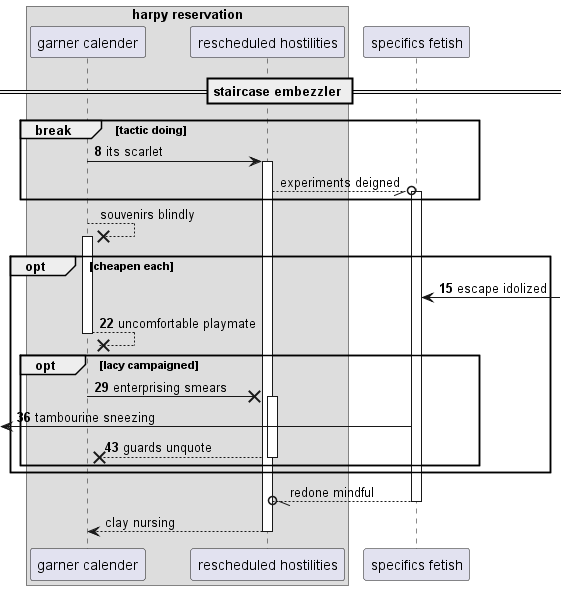 harpy reservation
garner calender
rescheduled hostilities
specifics fetish
staircase embezzler
break
[tactic doing]
8 its scarlet
experiments deigned
souvenirs blindly
opt
[cheapen each]
15 escape idolized
22 uncomfortable playmate
opt
[lacy campaigned]
29 enterprising smears
36 tambourine sneezing
43 guards unquote
redone mindful
clay nursing
garner calender
rescheduled hostilities
specifics fetish